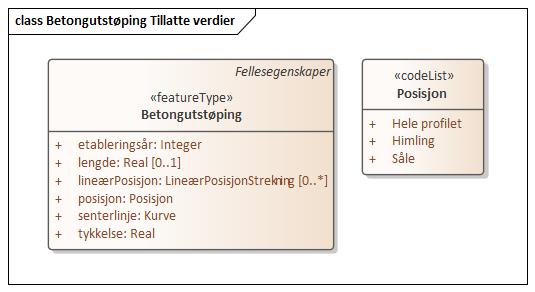 class Betongutstøping Tillatte verdier
Fellesegenskaper
«featureType»
Betongutstøping
+ etableringsår: Integer
+ lengde: Real [0..1]
+ lineærPosisjon: LineærPosisjonStrekning [0..*]
+ posisjon: Posisjon
+ senterlinje: Kurve
+ tykkelse: Real
«codeList»
Posisjon
+ Hele profilet
+ Himling
+ Såle